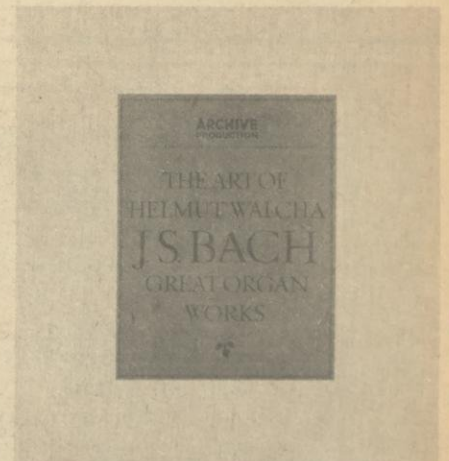 ARCHIVE
PRODUCTION
THE ART OF
HELMUT WALCHA
J.S. BACH
GREAT ORGAN
WORKS